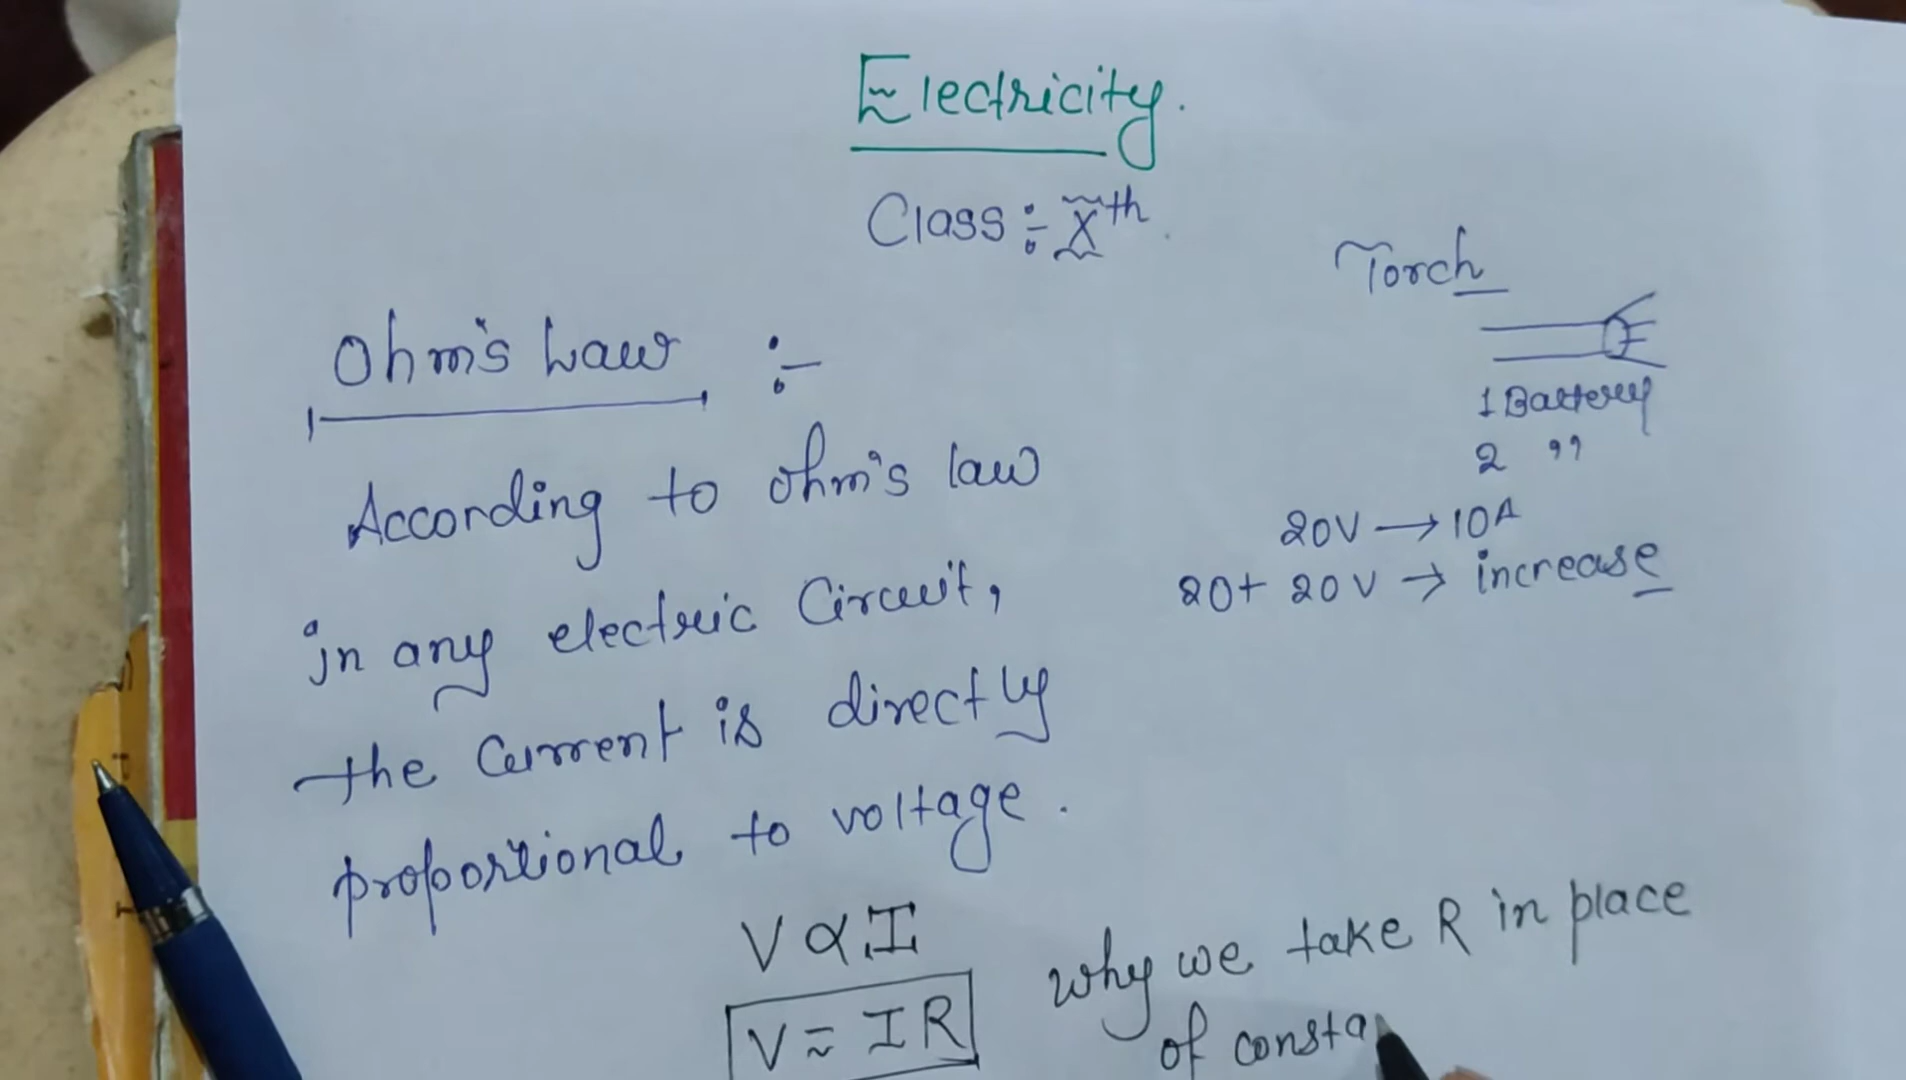 Electricity.
Class :- Xth.
Torch
Ohm's Law :-
1 Battery
2 ,,
According to ohm's law
20V → 10A
20+ 20V → increase
in any electric Circuit,
the Current is directly
proportional to voltage.
V ∝ I
why we take R in place
V = IR
of consta